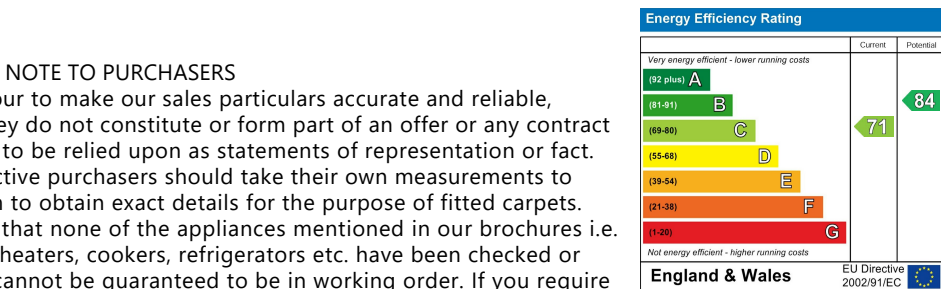 NOTE TO PURCHASERS
our to make our sales particulars accurate and reliable,
ey do not constitute or form part of an offer or any contract
to be relied upon as statements of representation or fact.
ctive purchasers should take their own measurements to
n to obtain exact details for the purpose of fitted carpets.
that none of the appliances mentioned in our brochures i.e.
heaters, cookers, refrigerators etc. have been checked or
cannot be guaranteed to be in working order. If you require
Energy Efficiency Rating
Current Potential
Very energy efficient - lower running costs
(92 plus) A
(81-91) B 84
(69-80) C 71
(55-68) D
(39-54) E
(21-38) F
(1-20) G
Not energy efficient - higher running costs
England & Wales
EU Directive
2002/91/EC